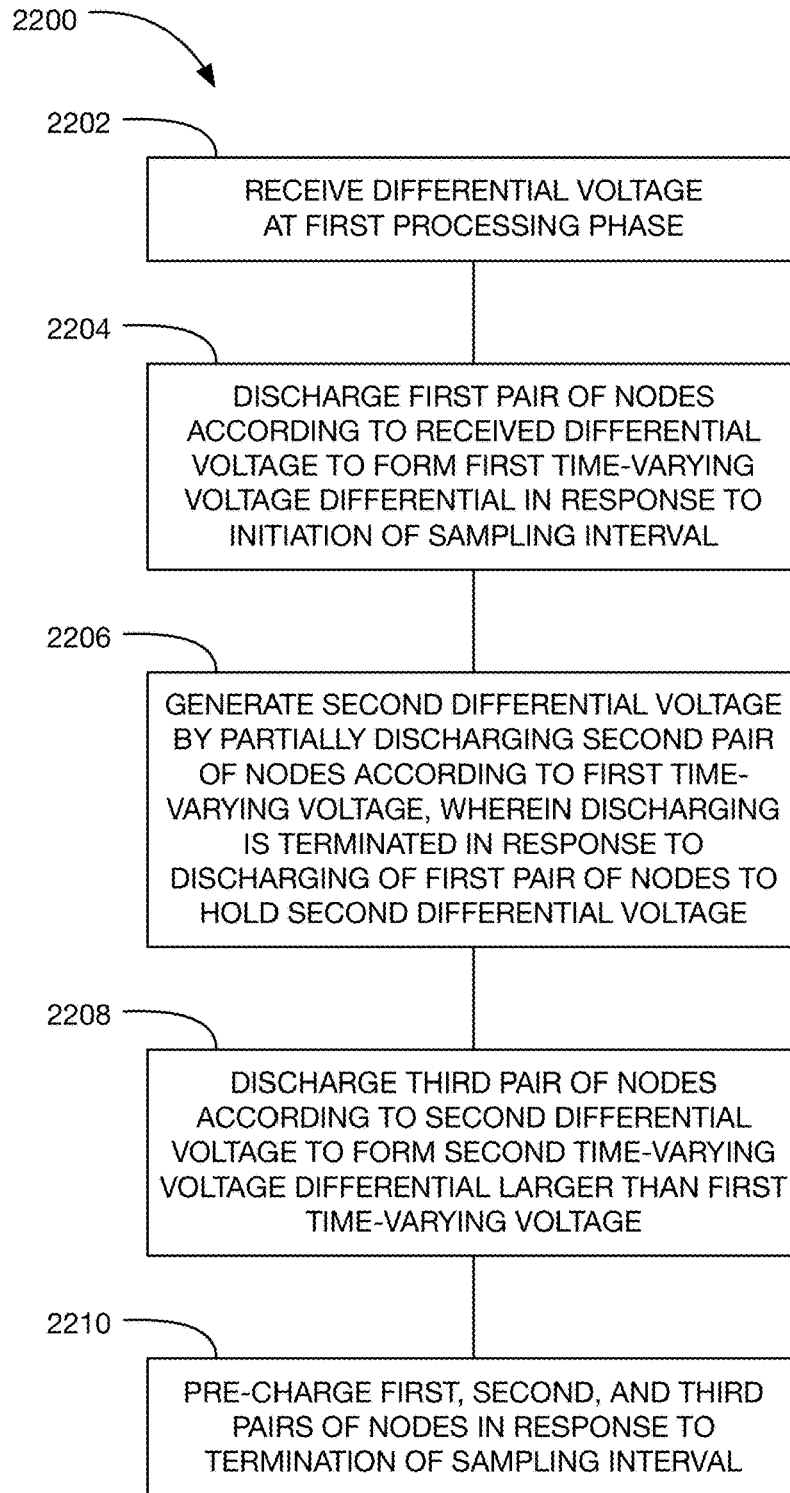 2200
2202
RECEIVE DIFFERENTIAL VOLTAGE
AT FIRST PROCESSING PHASE
2204
DISCHARGE FIRST PAIR OF NODES
ACCORDING TO RECEIVED DIFFERENTIAL
VOLTAGE TO FORM FIRST TIME-VARYING
VOLTAGE DIFFERENTIAL IN RESPONSE TO
INITIATION OF SAMPLING INTERVAL
2206
GENERATE SECOND DIFFERENTIAL VOLTAGE
BY PARTIALLY DISCHARGING SECOND PAIR
OF NODES ACCORDING TO FIRST TIME-
VARYING VOLTAGE, WHEREIN DISCHARGING
IS TERMINATED IN RESPONSE TO
DISCHARGING OF FIRST PAIR OF NODES TO
HOLD SECOND DIFFERENTIAL VOLTAGE
2208
DISCHARGE THIRD PAIR OF NODES
ACCORDING TO SECOND DIFFERENTIAL
VOLTAGE TO FORM SECOND TIME-VARYING
VOLTAGE DIFFERENTIAL LARGER THAN FIRST
TIME-VARYING VOLTAGE
2210
PRE-CHARGE FIRST, SECOND, AND THIRD
PAIRS OF NODES IN RESPONSE TO
TERMINATION OF SAMPLING INTERVAL